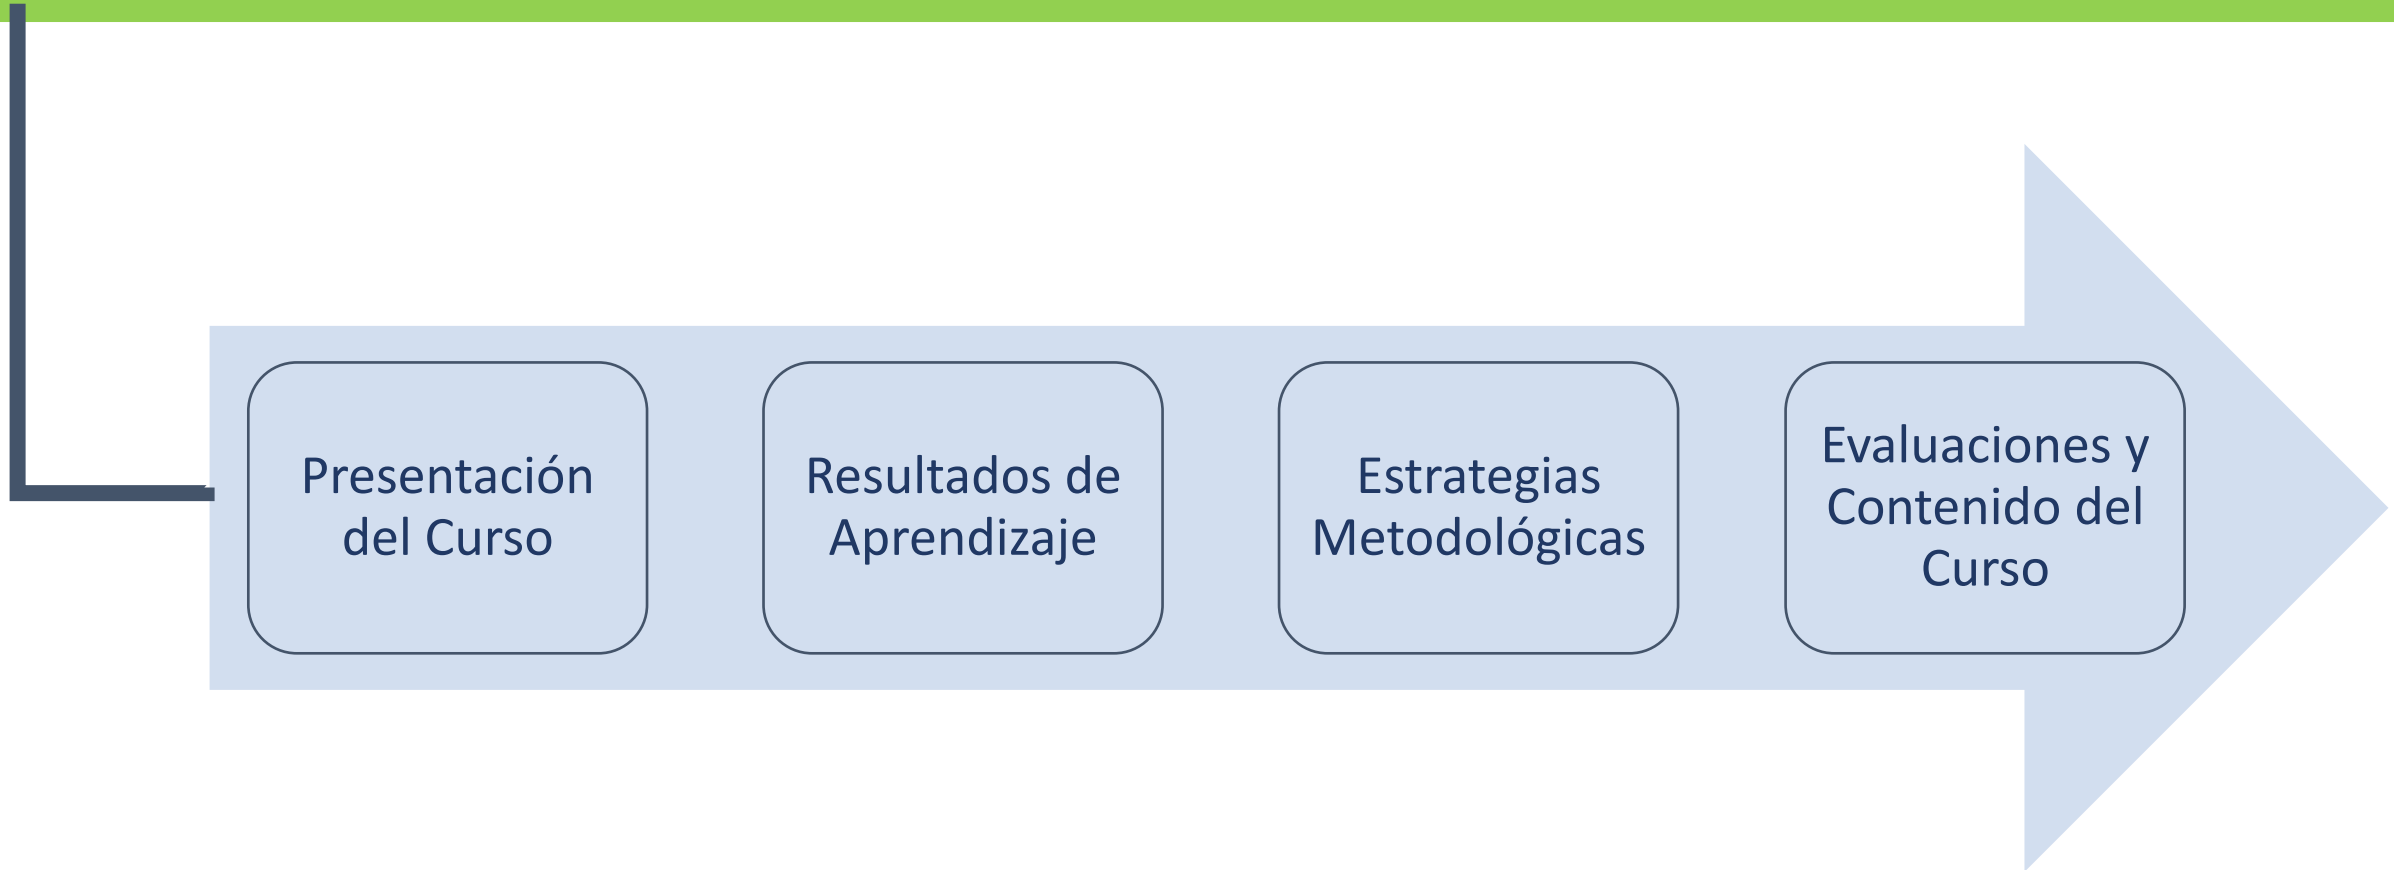 Presentación
del Curso
Resultados de
Aprendizaje
Estrategias
Metodológicas
Evaluaciones y
Contenido del
Curso